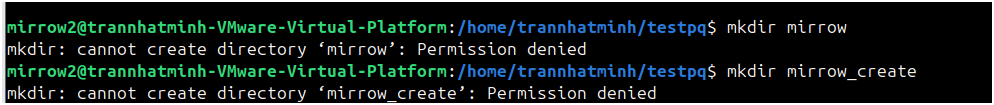 mirrow2@trannhatminh-VMware-Virtual-Platform:/home/trannhatminh/testpq$ mkdir mirrow
mkdir: cannot create directory ‘mirrow’: Permission denied
mirrow2@trannhatminh-VMware-Virtual-Platform:/home/trannhatminh/testpq$ mkdir mirrow_create
mkdir: cannot create directory ‘mirrow_create’: Permission denied